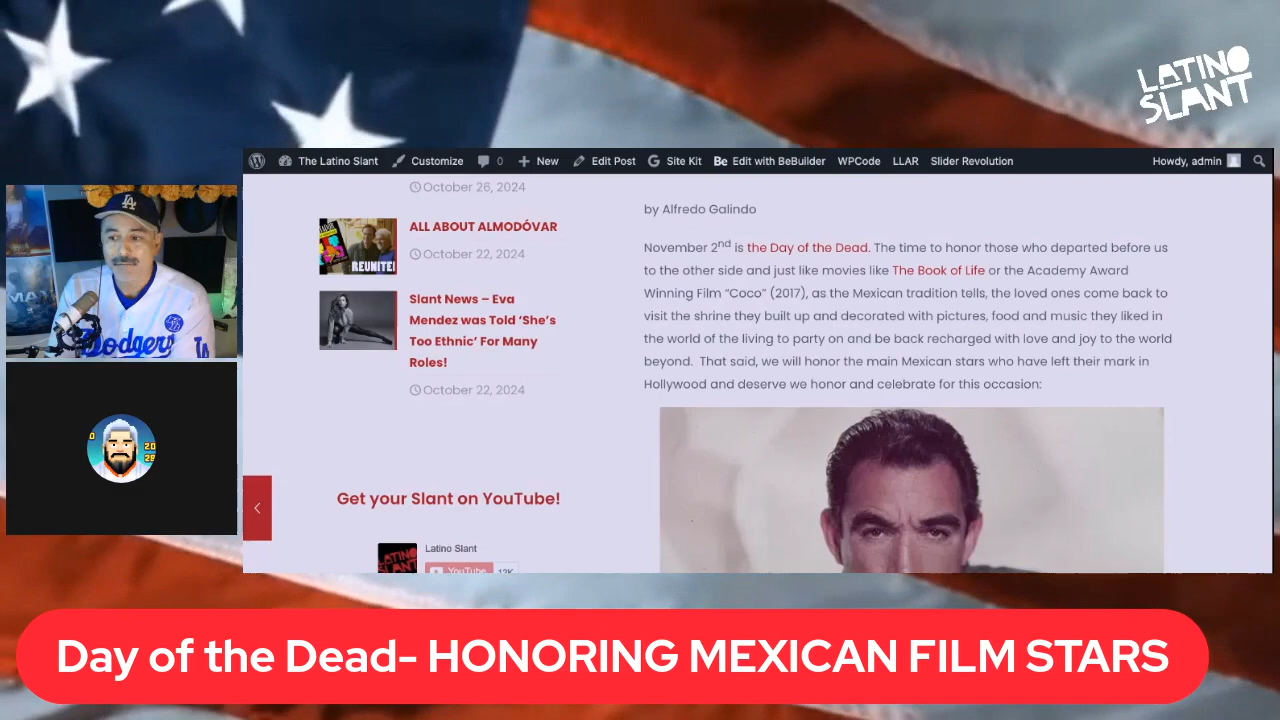 LATINO
SLANT
The Latino Slant
Customize
0
New
Edit Post
Site Kit
Be Edit with BeBuilder
WPCode
LLAR
Slider Revolution
Howdy, admin
October 26, 2024
ALL ABOUT ALMODÓVAR
October 22, 2024
REUNITE!
Slant News – Eva
Mendez was Told ‘She’s
Too Ethnic’ For Many
Roles!
October 22, 2024
Get your Slant on YouTube!
LATINO
SLANT
Latino Slant
YouTube
12K
by Alfredo Galindo
November 2nd is the Day of the Dead. The time to honor those who departed before us
to the other side and just like movies like The Book of Life or the Academy Award
Winning Film “Coco” (2017), as the Mexican tradition tells, the loved ones come back to
visit the shrine they built up and decorated with pictures, food and music they liked in
the world of the living to party on and be back recharged with love and joy to the world
beyond. That said, we will honor the main Mexican stars who have left their mark in
Hollywood and deserve we honor and celebrate for this occasion:
LA
Dodgers
LA
0
20
28
Day of the Dead- HONORING MEXICAN FILM STARS